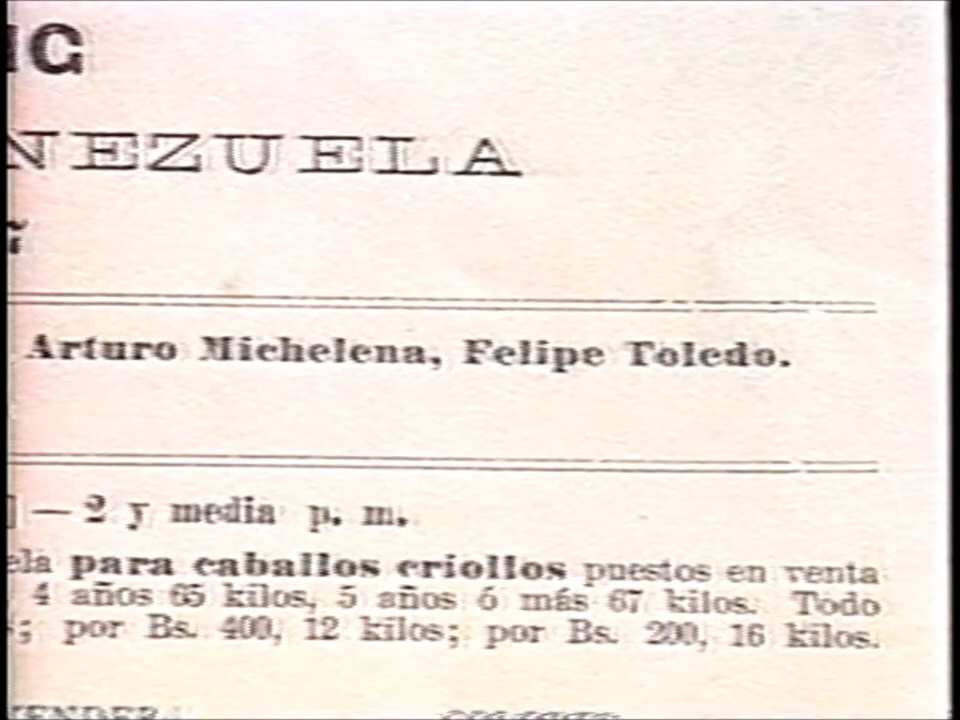 G
NEZUELA
Arturo Michelena, Felipe Toledo.
— 2 y media p. m.
ela para caballos criollos puestos en venta
4 años 65 kilos, 5 años ó más 67 kilos. Todo
; por Bs. 400, 12 kilos; por Bs. 200, 16 kilos.